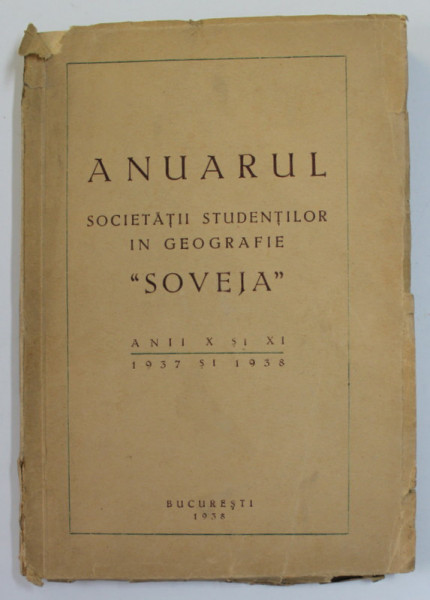 ANUARUL
SOCIETĂȚII STUDENȚILOR
IN GEOGRAFIE
“SOVEJA”
ANII X ȘI XI
1937 ȘI 1938
BUCUREȘTI
1938